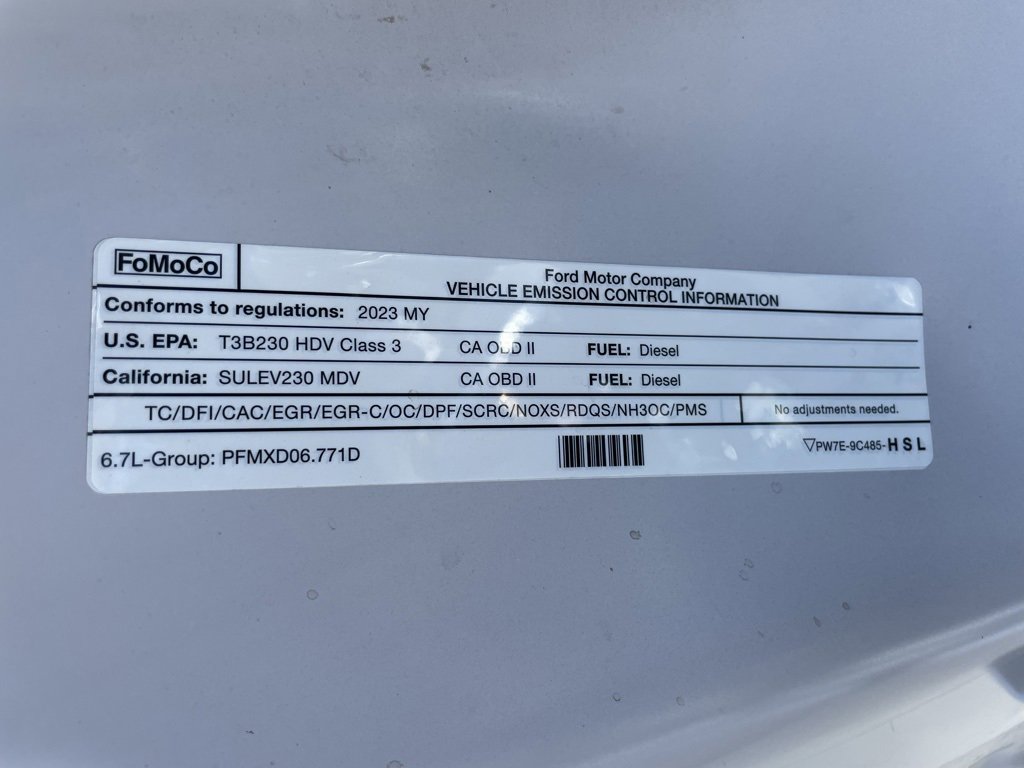 FoMoCo
Ford Motor Company
VEHICLE EMISSION CONTROL INFORMATION
Conforms to regulations: 2023 MY
U.S. EPA: T3B230 HDV Class 3 CA OBD II FUEL: Diesel
California: SULEV230 MDV CA OBD II FUEL: Diesel
TC/DFI/CAC/EGR/EGR-C/OC/DPF/SCRC/NOXS/RDQS/NH3OC/PMS No adjustments needed.
6.7L-Group: PFMXD06.771D ▽PW7E-9C485-HSL